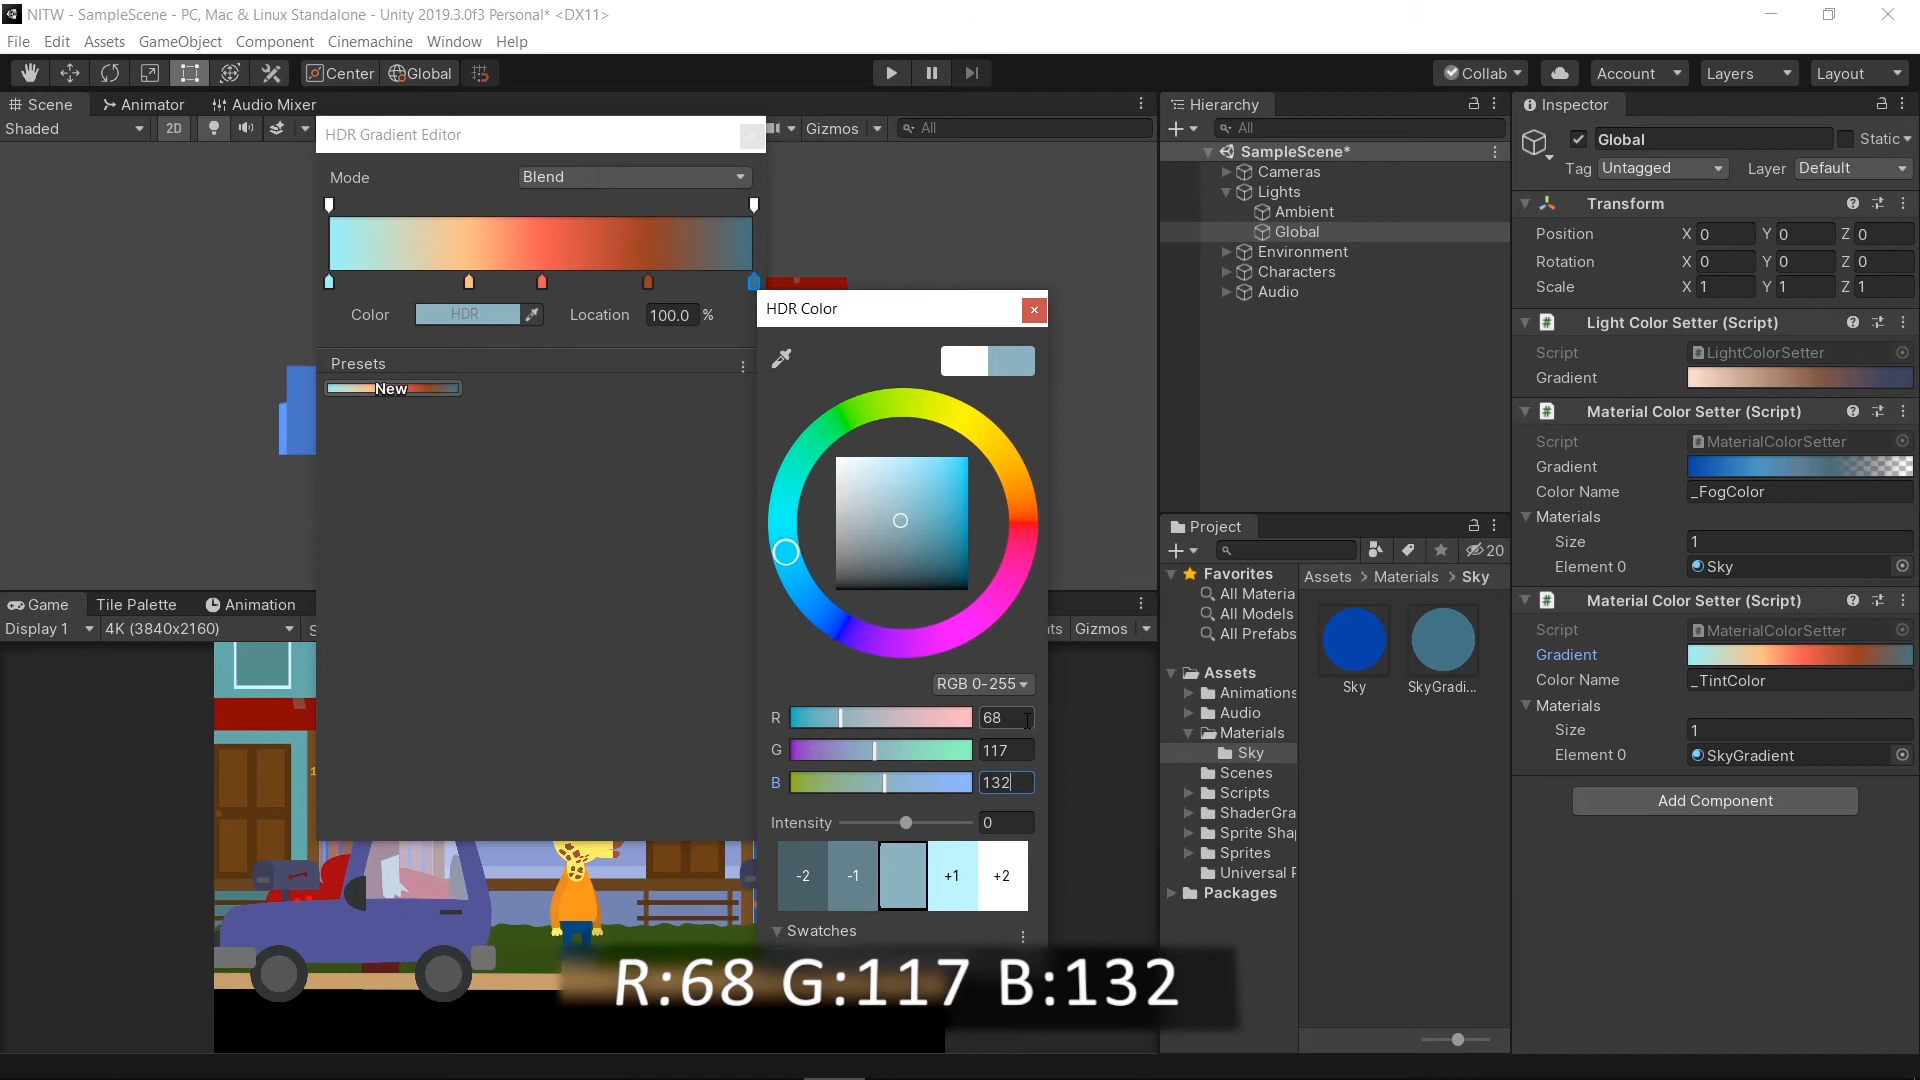 NITW - SampleScene - PC, Mac & Linux Standalone - Unity 2019.3.0f3 Personal* <DX11>
File Edit Assets GameObject Component Cinemachine Window Help
Center Global
Collab Account Layers Layout
Scene Animator Audio Mixer
Shaded 2D
Gizmos All
HDR Gradient Editor
Mode Blend
Color HDR Location 100.0 %
Presets
New
HDR Color
RGB 0-255
R 68
G 117
B 132
Intensity 0
-2 -1 +1 +2
Swatches
Game Tile Palette Animation
Display 1 4K (3840x2160) S
ts Gizmos
R:68 G:117 B:132
Hierarchy
All
SampleScene*
Cameras
Lights
Ambient
Global
Environment
Characters
Audio
Project
20
Favorites
All Materia
All Models
All Prefabs
Assets
Animations
Audio
Materials
Sky
Scenes
Scripts
ShaderGra
Sprite Sha
Sprites
Universal
Packages
Assets > Materials > Sky
Sky SkyGradi...
Inspector
Global Static
Tag Untagged Layer Default
Transform
Position X 0 Y 0 Z 0
Rotation X 0 Y 0 Z 0
Scale X 1 Y 1 Z 1
# Light Color Setter (Script)
Script LightColorSetter
Gradient
# Material Color Setter (Script)
Script MaterialColorSetter
Gradient
Color Name _FogColor
Materials
Size 1
Element 0 Sky
# Material Color Setter (Script)
Script MaterialColorSetter
Gradient
Color Name _TintColor
Materials
Size 1
Element 0 SkyGradient
Add Component